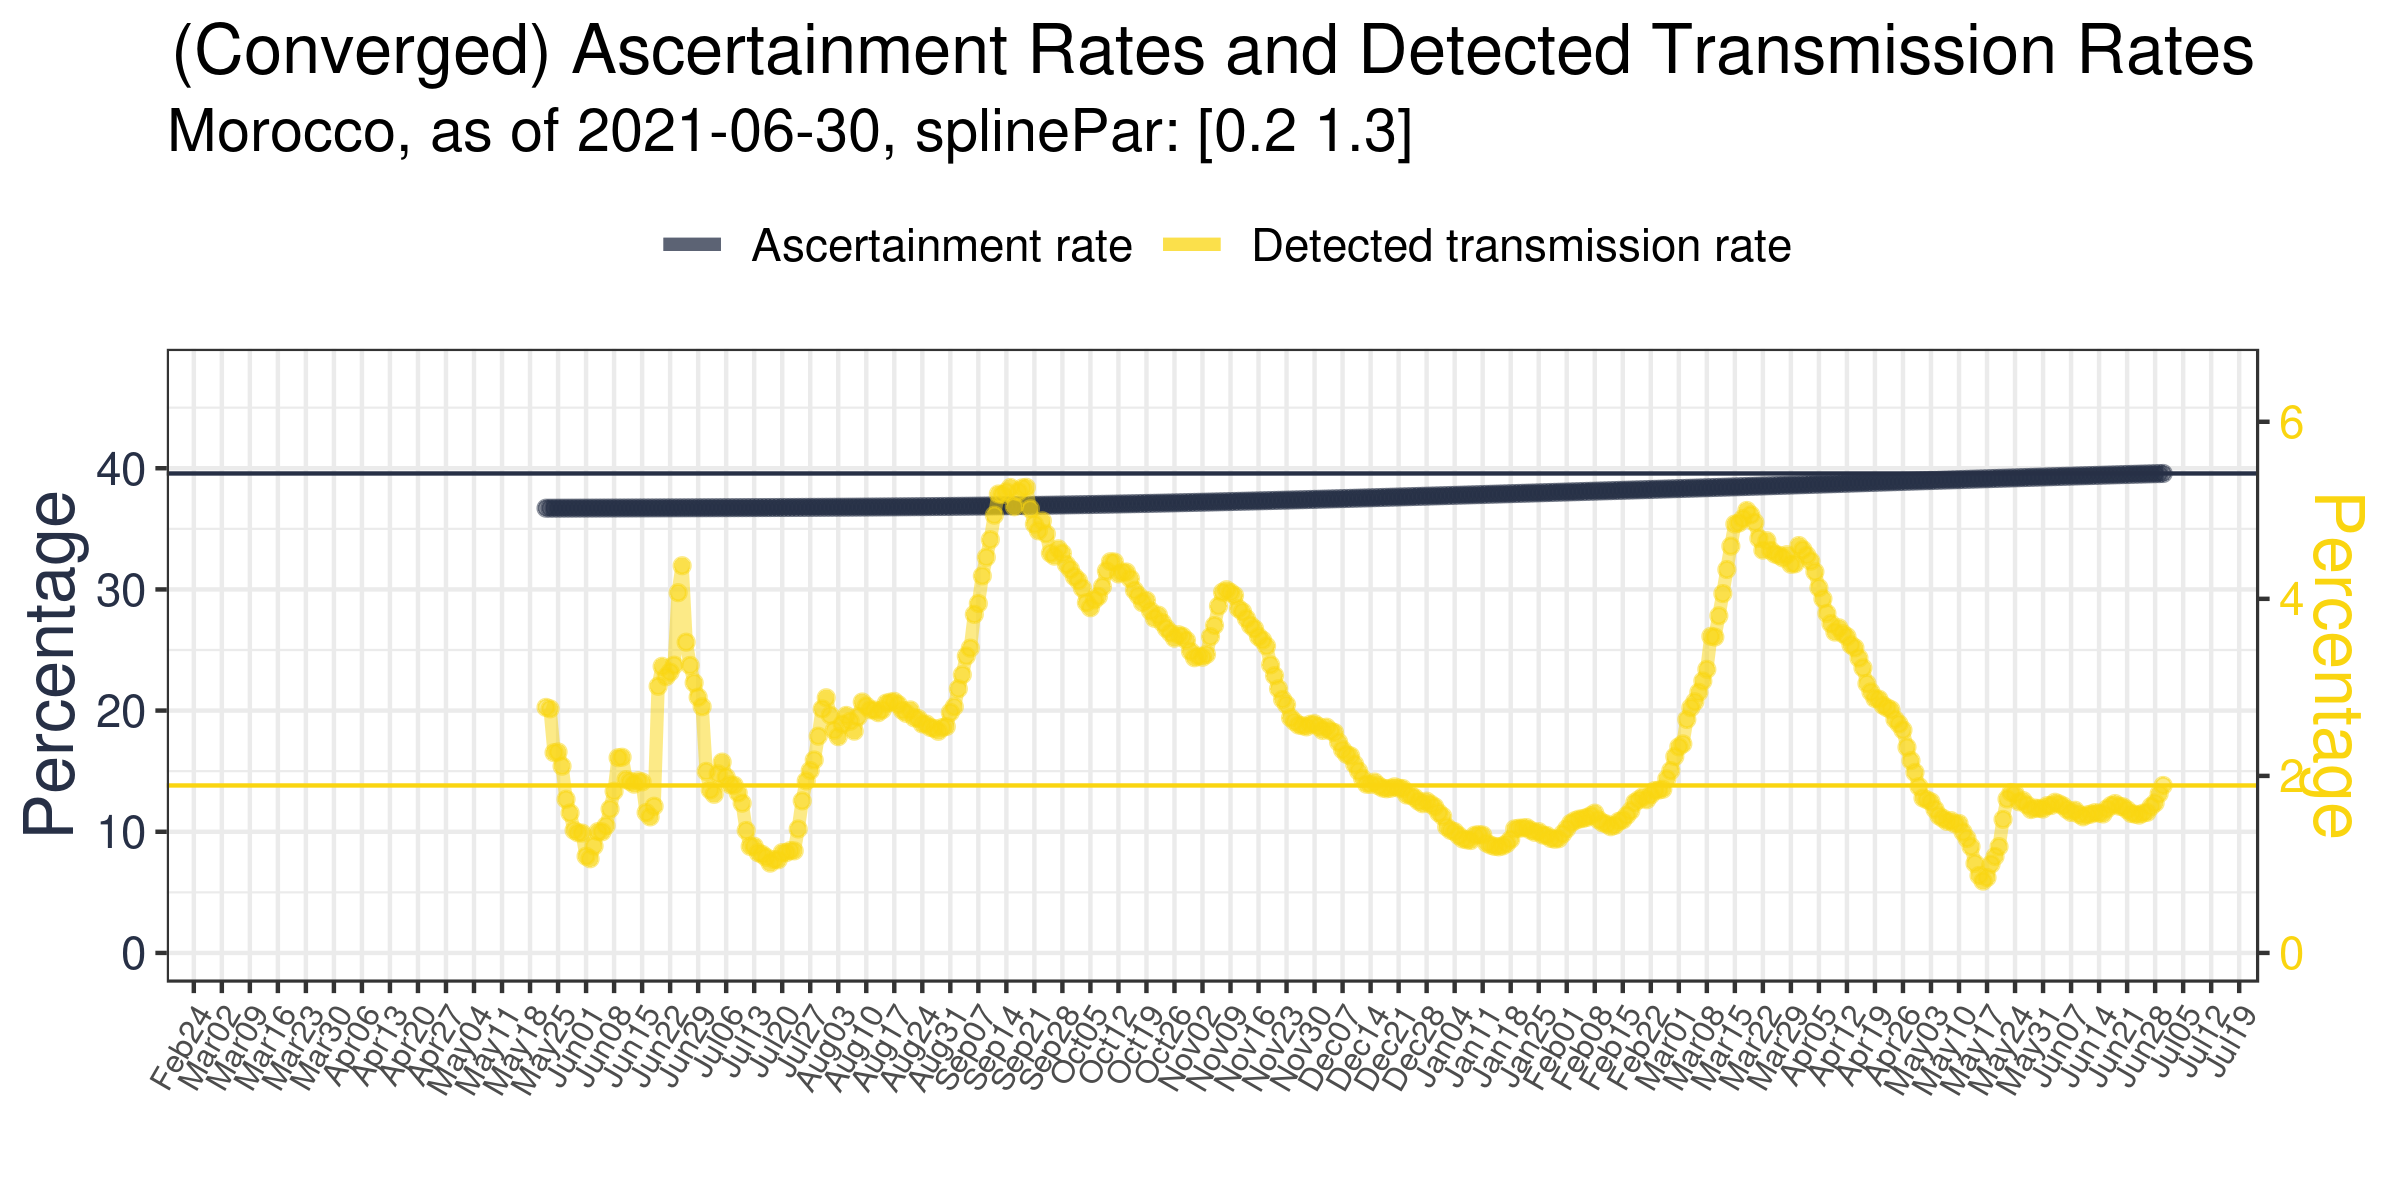 (Converged) Ascertainment Rates and Detected Transmission Rates
Morocco, as of 2021-06-30, splinePar: [0.2 1.3]
Ascertainment rate
Detected transmission rate
Percentage
40
30
20
10
0
6
4
2
0
Percentage
Feb24
Mar02
Mar09
Mar16
Mar23
Mar30
Apr06
Apr13
Apr20
Apr27
May04
May11
May18
May25
Jun01
Jun08
Jun15
Jun22
Jun29
Jul06
Jul13
Jul20
Jul27
Aug03
Aug10
Aug17
Aug24
Aug31
Sep07
Sep14
Sep21
Sep28
Oct05
Oct12
Oct19
Oct26
Nov02
Nov09
Nov16
Nov23
Nov30
Dec07
Dec14
Dec21
Dec28
Jan04
Jan11
Jan18
Jan25
Feb01
Feb08
Feb15
Feb22
Mar01
Mar08
Mar15
Mar22
Mar29
Apr05
Apr12
Apr19
Apr26
May03
May10
May17
May24
May31
Jun07
Jun14
Jun21
Jun28
Jul05
Jul12
Jul19